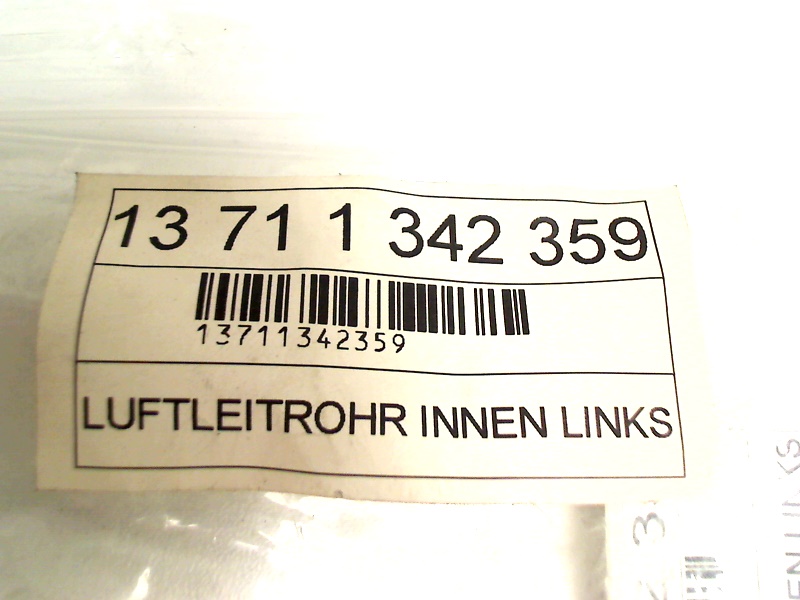 13 71 1 342 359
13711342359
LUFTLEITROHR INNEN LINKS